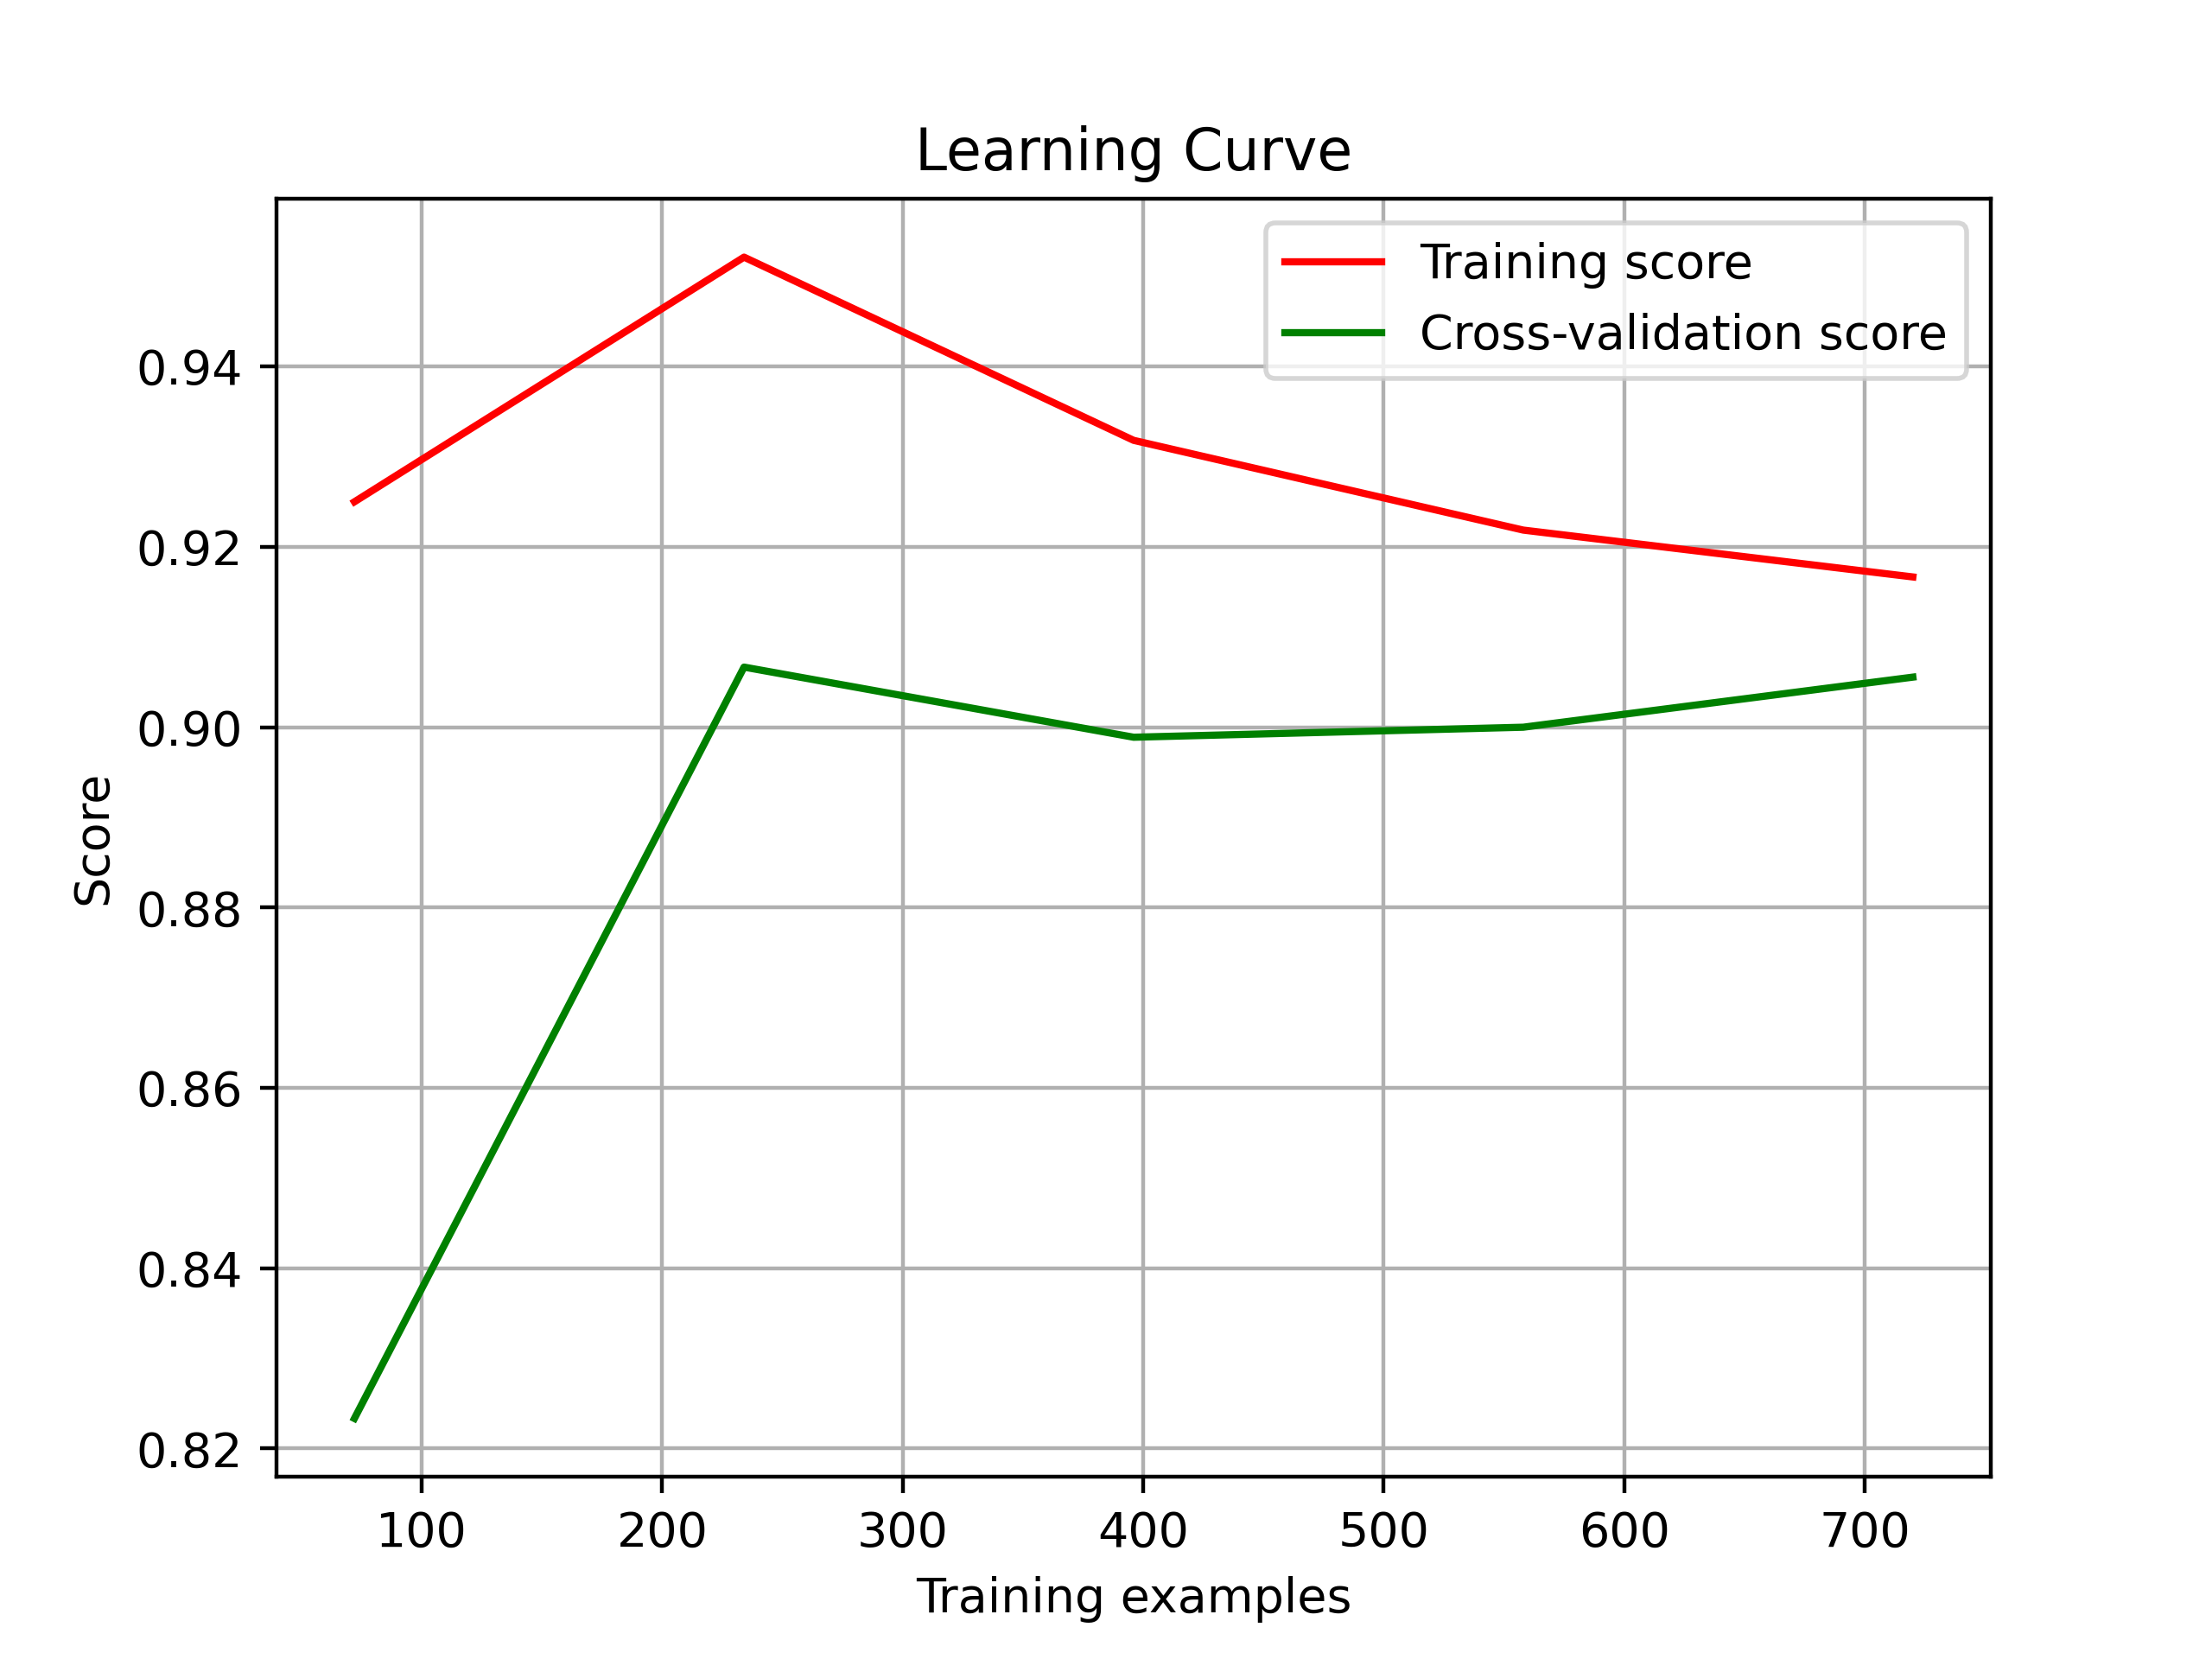 Learning Curve
Training score
Cross-validation score
0.94
0.92
0.90
0.88
0.86
0.84
0.82
Score
100 200 300 400 500 600 700
Training examples